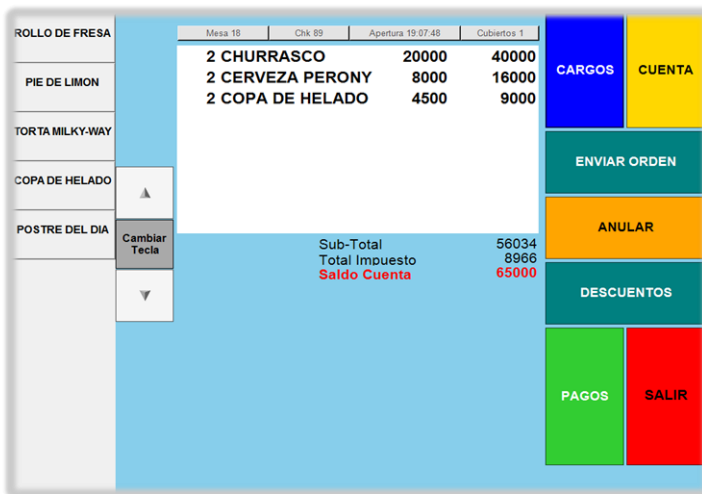 ROLLO DE FRESA
PIE DE LIMON
TORTA MILKY-WAY
COPA DE HELADO
POSTRE DEL DIA
Cambiar
Tecla
Mesa 18 Chk 89 Apertura 19:07:48 Cubiertos 1
2 CHURRASCO 20000 40000
2 CERVEZA PERONY 8000 16000
2 COPA DE HELADO 4500 9000
Sub-Total 56034
Total Impuesto 8966
Saldo Cuenta 65000
CARGOS CUENTA
ENVIAR ORDEN
ANULAR
DESCUENTOS
PAGOS SALIR